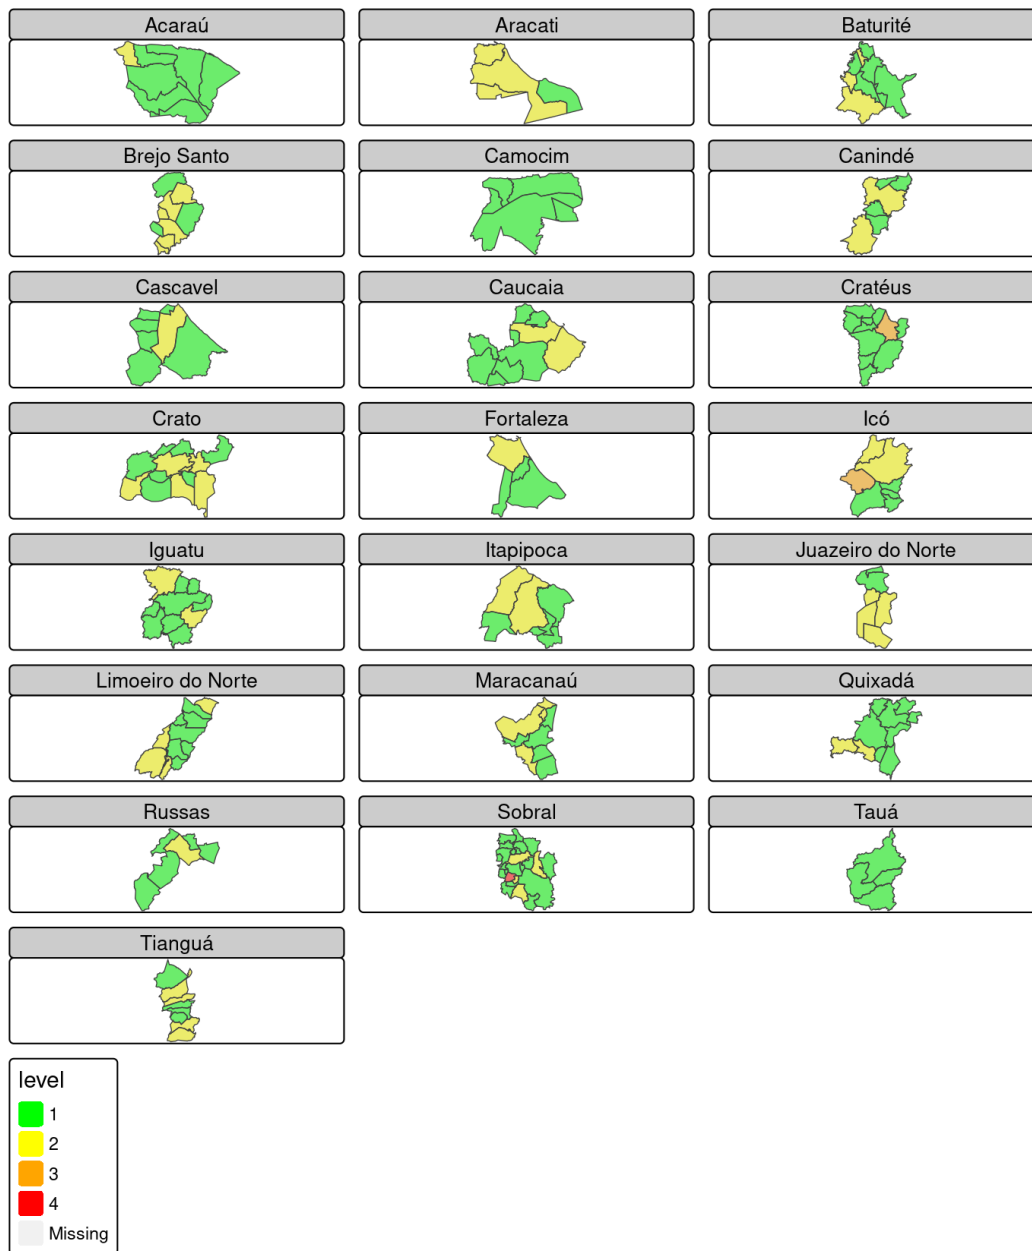 Acaraú
Aracati
Baturité
Brejo Santo
Camocim
Canindé
Cascavel
Caucaia
Cratéus
Crato
Fortaleza
Icó
Iguatu
Itapipoca
Juazeiro do Norte
Limoeiro do Norte
Maracanaú
Quixadá
Russas
Sobral
Tauá
Tianguá
level
1
2
3
4
Missing